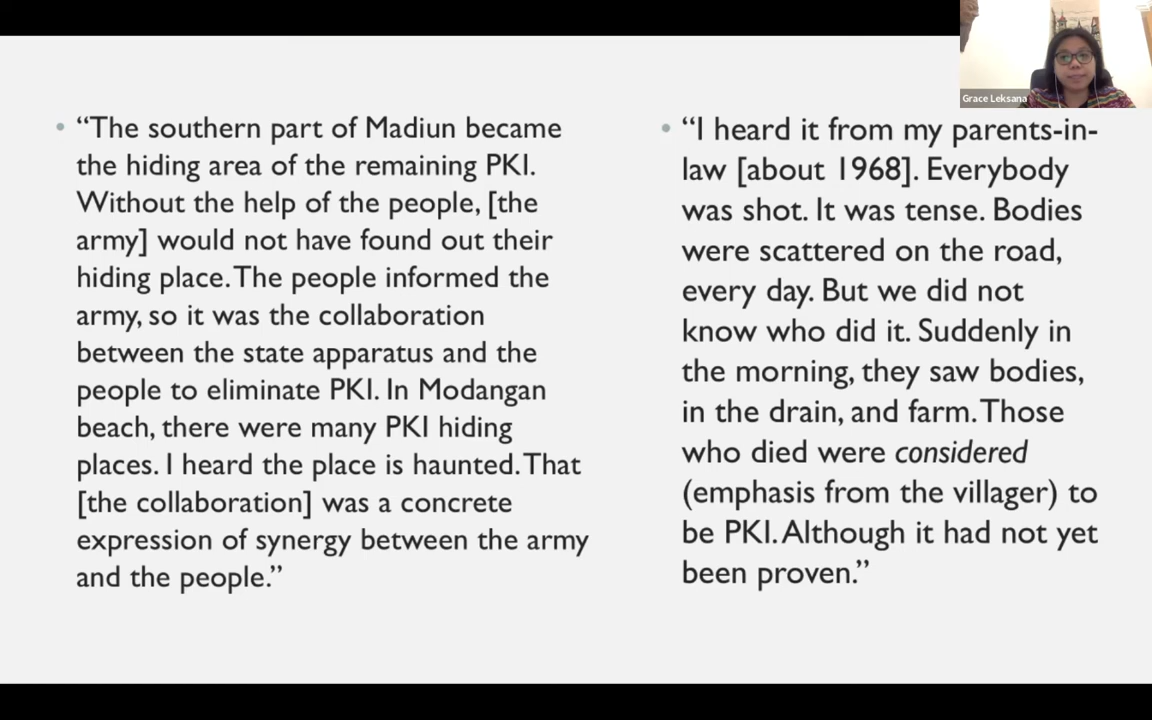 Grace Leksana
• “The southern part of Madiun became
the hiding area of the remaining PKI.
Without the help of the people, [the
army] would not have found out their
hiding place. The people informed the
army, so it was the collaboration
between the state apparatus and the
people to eliminate PKI. In Modangan
beach, there were many PKI hiding
places. I heard the place is haunted. That
[the collaboration] was a concrete
expression of synergy between the army
and the people.”
• “I heard it from my parents-in-
law [about 1968]. Everybody
was shot. It was tense. Bodies
were scattered on the road,
every day. But we did not
know who did it. Suddenly in
the morning, they saw bodies,
in the drain, and farm. Those
who died were considered
(emphasis from the villager) to
be PKI. Although it had not yet
been proven.”